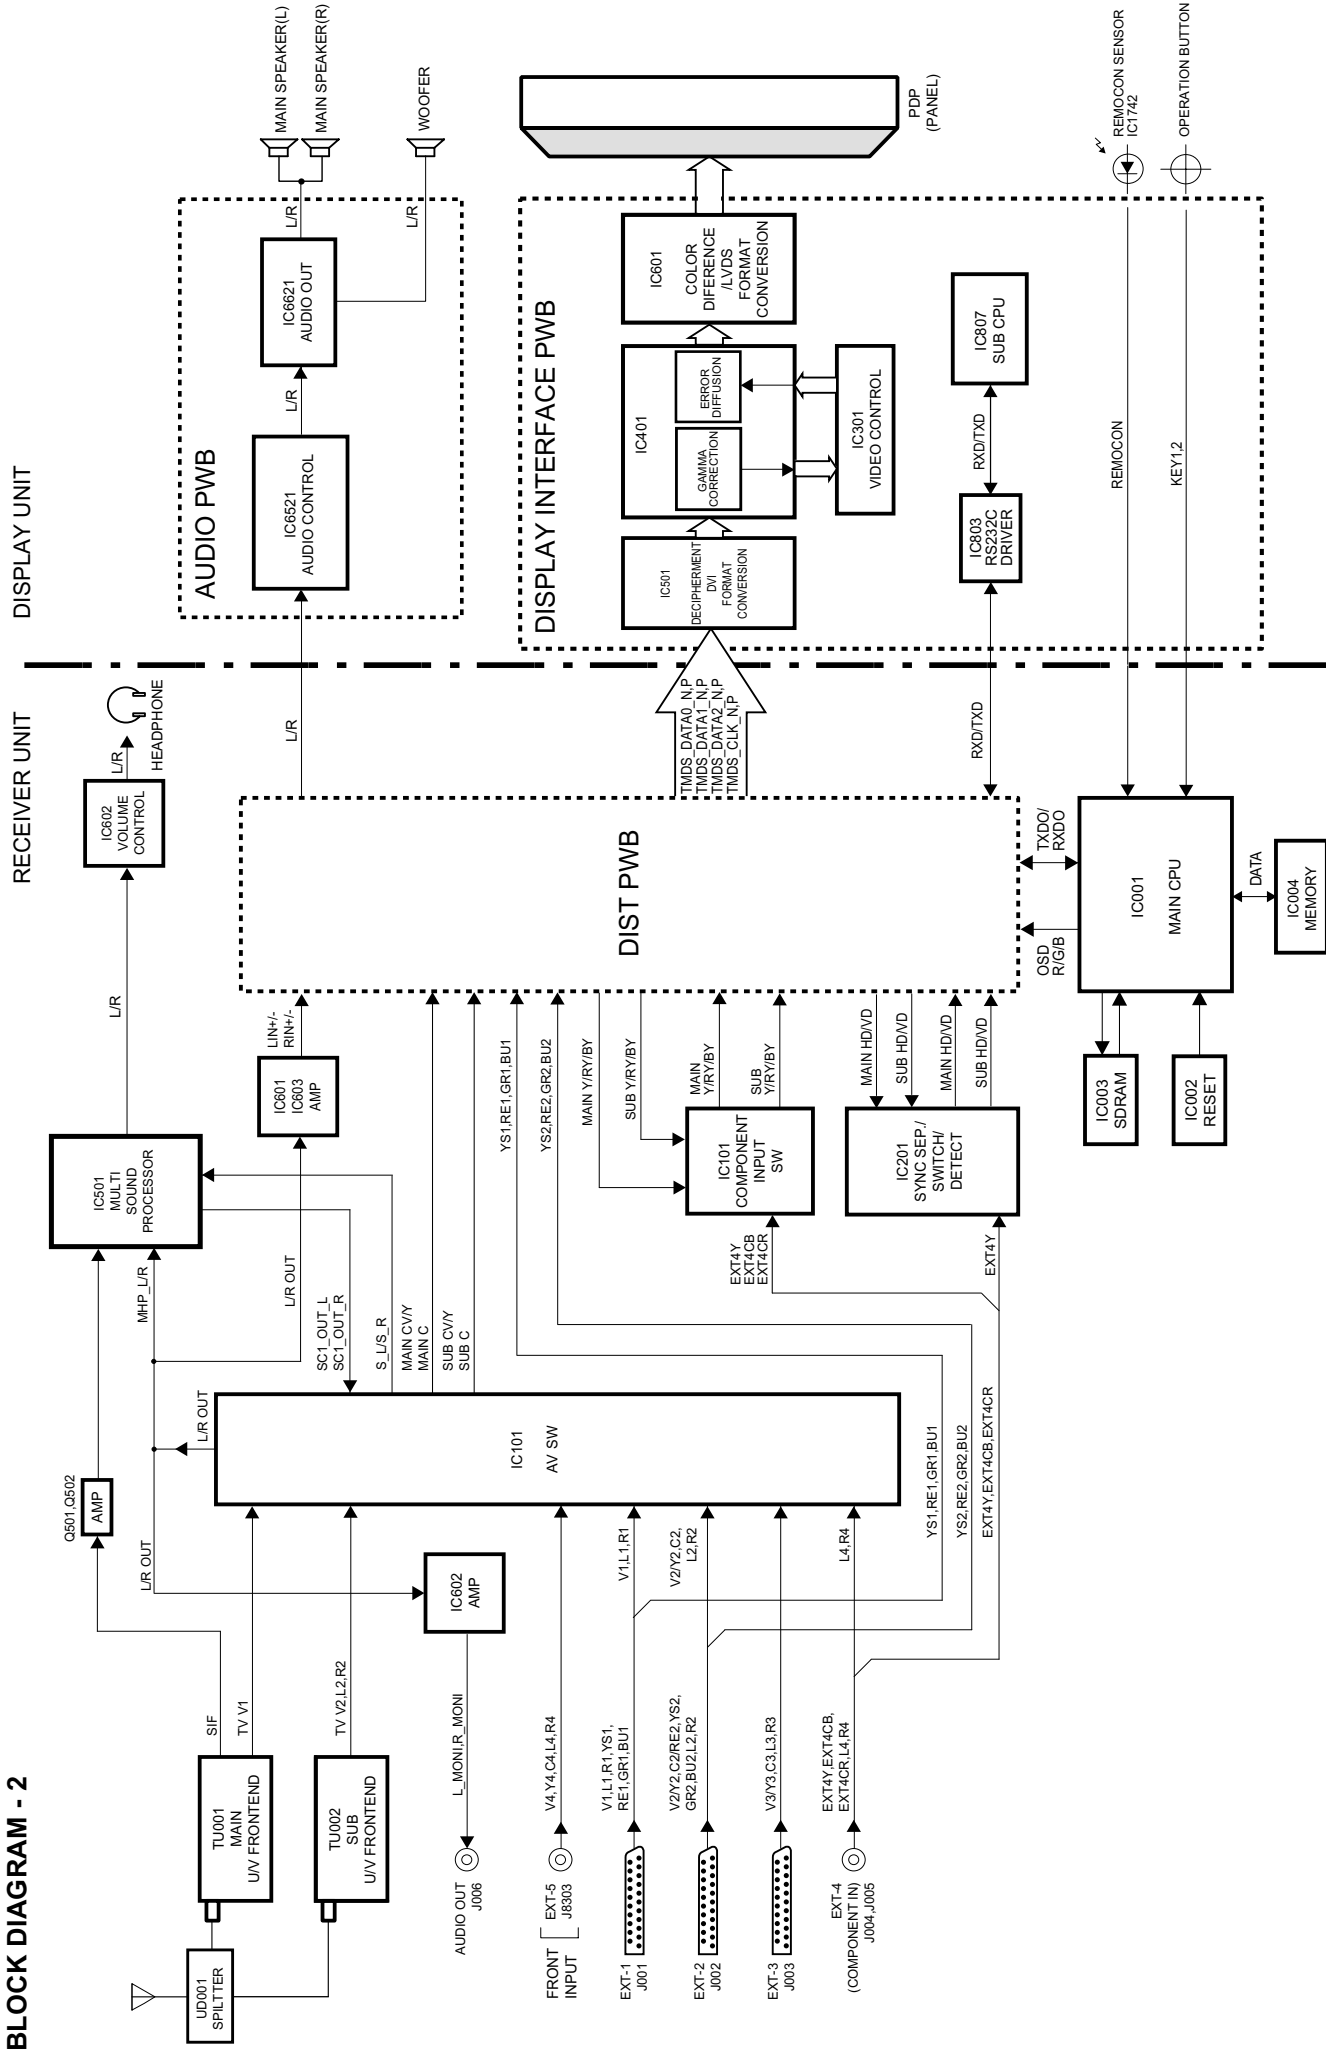 BLOCK DIAGRAM - 2
RECEIVER UNIT
DISPLAY UNIT
UD001
SPILTTER
TU001
MAIN
U/V FRONTEND
TU002
SUB
U/V FRONTEND
SIF
TV V1
TV V2,L2,R2
Q501,Q502
AMP
L/R OUT
L/R OUT
MHP_L/R
IC501
MULTI
SOUND
PROCESSOR
L/R
IC602
VOLUME
CONTROL
L/R
HEADPHONE
L/R OUT
IC601
IC603
AMP
LIN+/-
RIN+/-
SC1_OUT_L
SC1_OUT_R
S_L/S_R
MAIN CV/Y
MAIN C
SUB CV/Y
SUB C
AUDIO OUT
J006
L_MONI,R_MONI
IC602
AMP
IC101
AV SW
FRONT
INPUT
EXT-5
J8303
V4,Y4,C4,L4,R4
EXT-1
J001
V1,L1,R1,YS1,
RE1,GR1,BU1
V1,L1,R1
EXT-2
J002
V2/Y2,C2/RE2,YS2,
GR2,BU2,L2,R2
V2/Y2,C2,
L2,R2
EXT-3
J003
V3/Y3,C3,L3,R3
EXT-4
(COMPONENT IN)
J004,J005
EXT4Y,EXT4CB,
EXT4CR,L4,R4
L4,R4
YS1,RE1,GR1,BU1
YS2,RE2,GR2,BU2
EXT4Y,EXT4CB,EXT4CR
YS1,RE1,GR1,BU1
YS2,RE2,GR2,BU2
MAIN Y/RY/BY
SUB Y/RY/BY
EXT4Y
EXT4CB
EXT4CR
IC101
COMPONENT
INPUT
SW
MAIN
Y/RY/BY
SUB
Y/RY/BY
EXT4Y
IC201
SYNC SEP./
SWITCH/
DETECT
MAIN HD/VD
SUB HD/VD
MAIN HD/VD
SUB HD/VD
DIST PWB
OSD
R/G/B
TXDO/
RXDO
IC003
SDRAM
IC002
RESET
IC001
MAIN CPU
DATA
IC004
MEMORY
L/R
TMDS_DATA0_N,P
TMDS_DATA1_N,P
TMDS_DATA2_N,P
TMDS_CLK_N,P
RXD/TXD
AUDIO PWB
IC6521
AUDIO CONTROL
L/R
IC6621
AUDIO OUT
L/R
L/R
MAIN SPEAKER(L)
MAIN SPEAKER(R)
WOOFER
DISPLAY INTERFACE PWB
IC501
DECIPHERMENT
DVI
FORMAT
CONVERSION
IC401
GAMMA
CORRECTION
ERROR
DIFFUSION
IC301
VIDEO CONTROL
IC601
COLOR
DIFERENCE
/LVDS
FORMAT
CONVERSION
PDP
(PANEL)
IC803
RS232C
DRIVER
RXD/TXD
IC807
SUB CPU
REMOCON
KEY1,2
REMOCON SENSOR
IC1742
OPERATION BUTTON